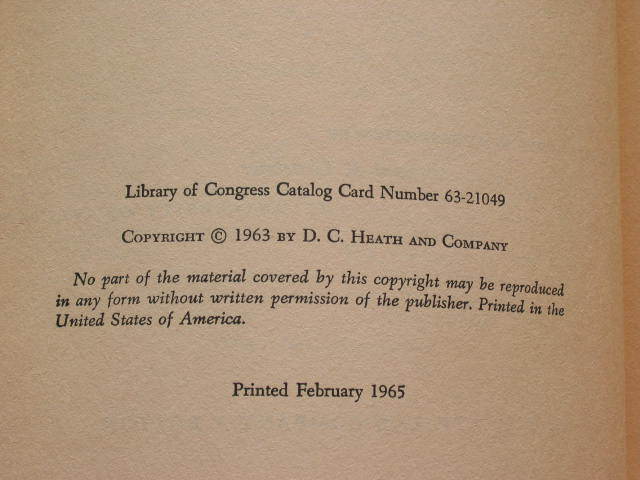 Library of Congress Catalog Card Number 63-21049
Copyright © 1963 by D. C. Heath and Company
No part of the material covered by this copyright may be reproduced
in any form without written permission of the publisher. Printed in the
United States of America.
Printed February 1965